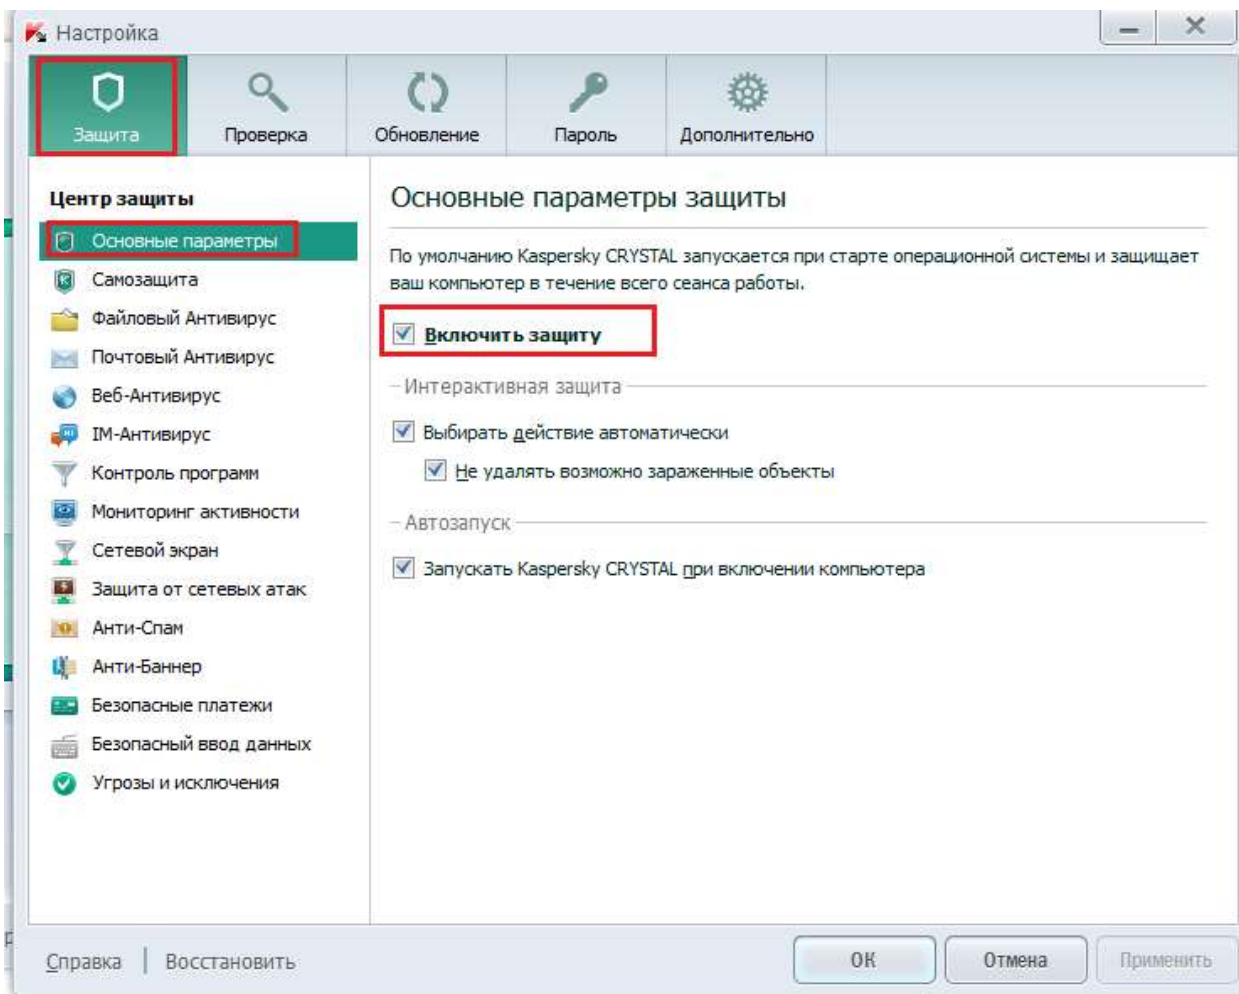 Настройка
Защита
Проверка
Обновление
Пароль
Дополнительно
Центр защиты
Основные параметры
Самозащита
Файловый Антивирус
Почтовый Антивирус
Веб-Антивирус
IM-Антивирус
Контроль программ
Мониторинг активности
Сетевой экран
Защита от сетевых атак
Анти-Спам
Анти-Баннер
Безопасные платежи
Безопасный ввод данных
Угрозы и исключения
Основные параметры защиты
По умолчанию Kaspersky CRYSTAL запускается при старте операционной системы и защищает
ваш компьютер в течение всего сеанса работы.
Включить защиту
Интерактивная защита
Выбирать действие автоматически
Не удалять возможно зараженные объекты
Автозапуск
Запускать Kaspersky CRYSTAL при включении компьютера
Справка
Восстановить
ОК
Отмена
Применить